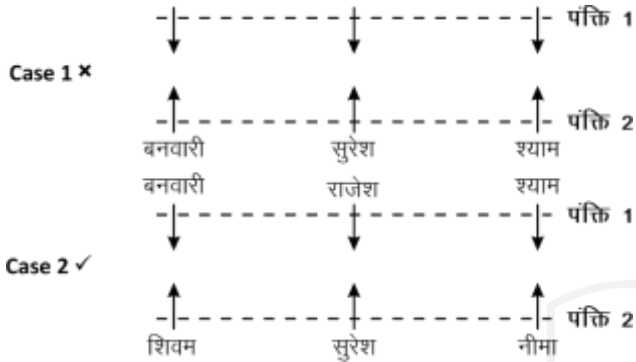 पंक्ति 1
Case 1 ×
पंक्ति 2
बनवारी सुरेश श्याम
बनवारी राजेश श्याम
पंक्ति 1
Case 2 ✓
पंक्ति 2
शिवम सुरेश नीमा